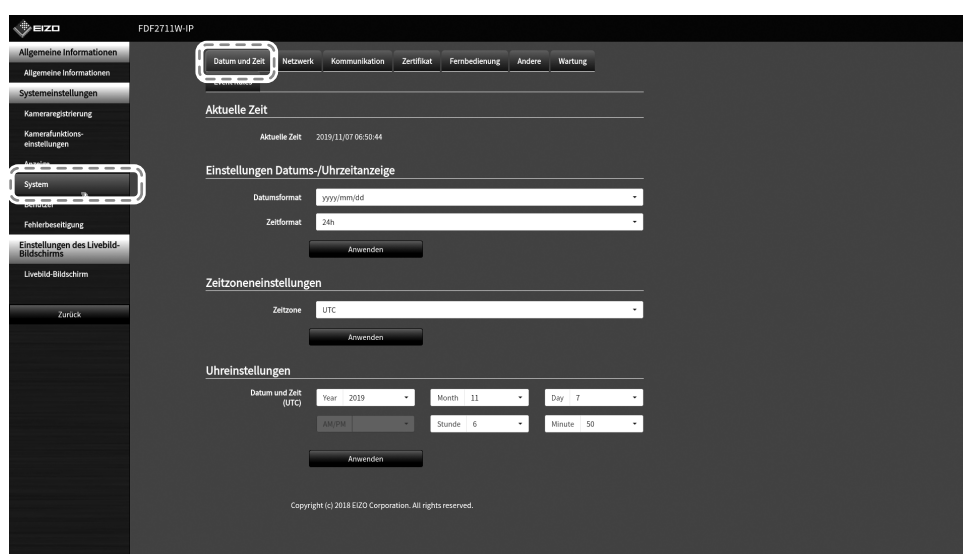 EIZO
FDF2711W-IP
Allgemeine Informationen
Allgemeine Informationen
Systemeinstellungen
Kameraregistrierung
Kamerafunktions-
einstellungen
Anzeige
System
Benutzer
Fehlerbeseitigung
Einstellungen des Livebild-
Bildschirms
Livebild-Bildschirm
Zurück
Datum und Zeit Netzwerk Kommunikation Zertifikat Fernbedienung Andere Wartung
Aktuelle Zeit
Aktuelle Zeit 2019/11/07 06:50:44
Einstellungen Datums-/Uhrzeitanzeige
Datumsformat yyyy/mm/dd
Zeitformat 24h
Anwenden
Zeitzoneneinstellungen
Zeitzone UTC
Anwenden
Uhreinstellungen
Datum und Zeit
(UTC)
Year 2019 Month 11 Day 7
AM/PM Stunde 6 Minute 50
Anwenden
Copyright (c) 2018 EIZO Corporation. All rights reserved.